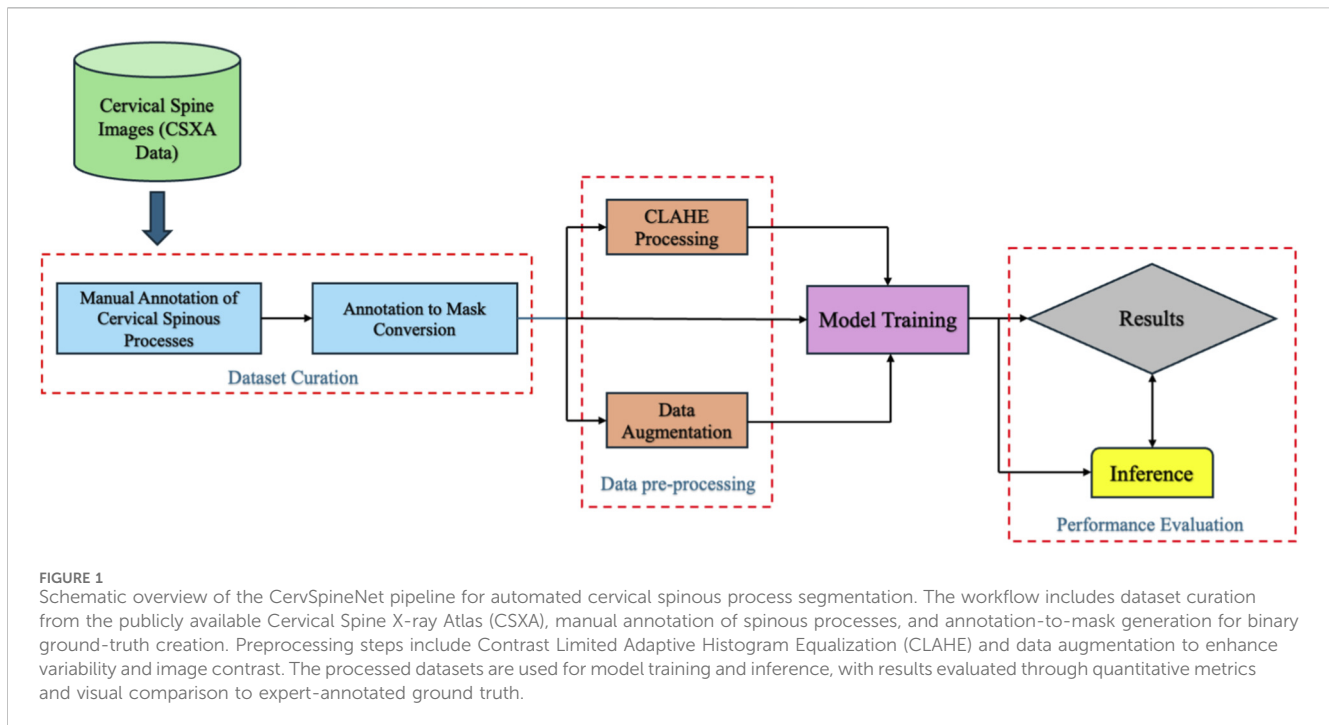 Cervical Spine
Images (CSXA
Data)
Manual Annotation of
Cervical Spinous
Processes
Annotation to Mask
Conversion
Dataset Curation
CLAHE
Processing
Data
Augmentation
Data pre-processing
Model Training
Results
Inference
Performance Evaluation
FIGURE 1
Schematic overview of the CervSpineNet pipeline for automated cervical spinous process segmentation. The workflow includes dataset curation
from the publicly available Cervical Spine X-ray Atlas (CSXA), manual annotation of spinous processes, and annotation-to-mask generation for binary
ground-truth creation. Preprocessing steps include Contrast Limited Adaptive Histogram Equalization (CLAHE) and data augmentation to enhance
variability and image contrast. The processed datasets are used for model training and inference, with results evaluated through quantitative metrics
and visual comparison to expert-annotated ground truth.